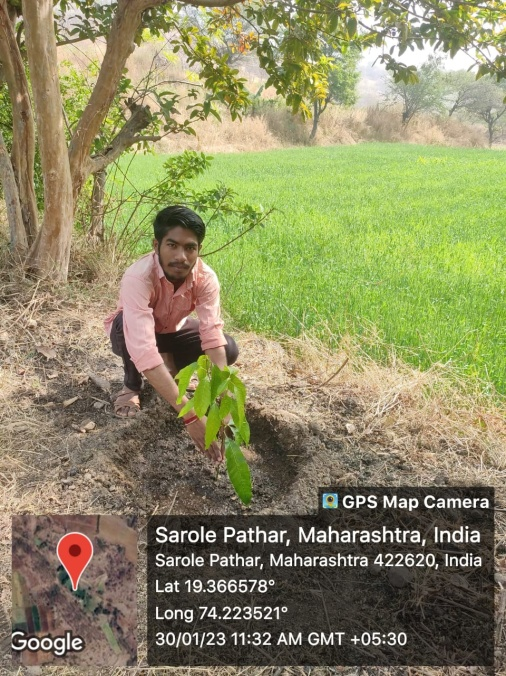 GPS Map Camera
Sarole Pathar, Maharashtra, India
Sarole Pathar, Maharashtra 422620, India
Lat 19.366578°
Long 74.223521°
30/01/23 11:32 AM GMT +05:30
Google